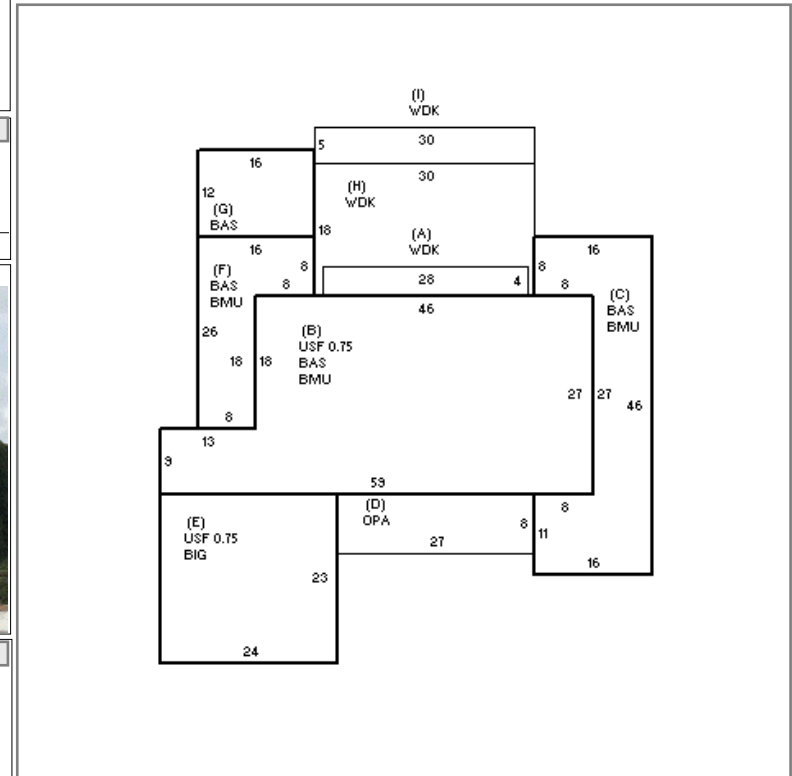 (I)
WDK
5
30
16
30
12
(H)
WDK
(G)
BAS
18
(A)
WDK
16
16
8
8
(F)
BAS
BMU
8
28
4
8
(C)
BAS
BMU
46
26
(B)
USF 0.75
BAS
BMU
18
18
27
27
46
8
13
9
59
(D)
OPA
8
8
11
(E)
USF 0.75
BIG
27
23
16
24